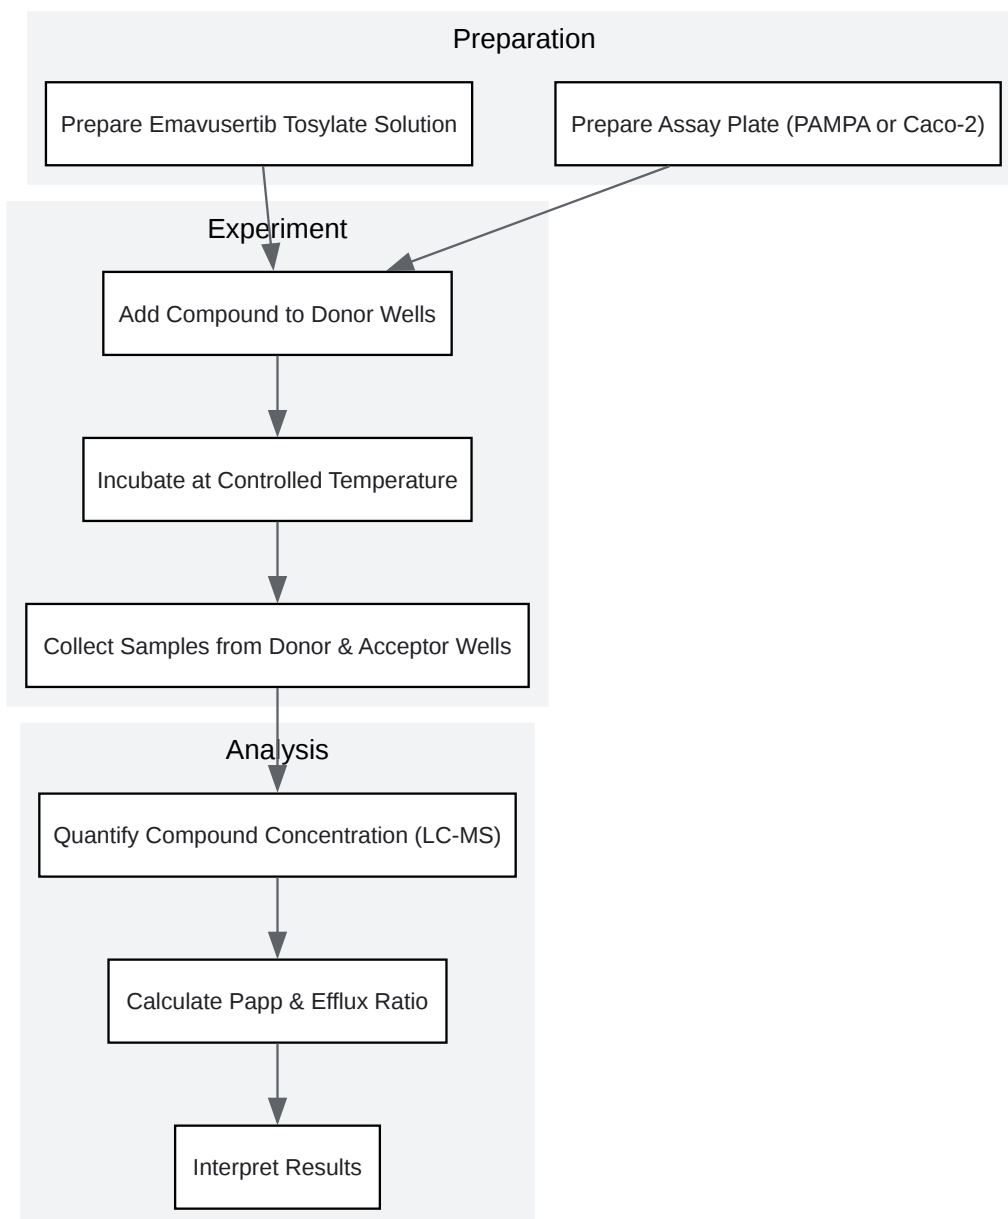 Preparation
Prepare Emavusertib Tosylate Solution
Prepare Assay Plate (PAMPA or Caco-2)
Experiment
Add Compound to Donor Wells
Incubate at Controlled Temperature
Collect Samples from Donor & Acceptor Wells
Analysis
Quantify Compound Concentration (LC-MS)
Calculate Papp & Efflux Ratio
Interpret Results